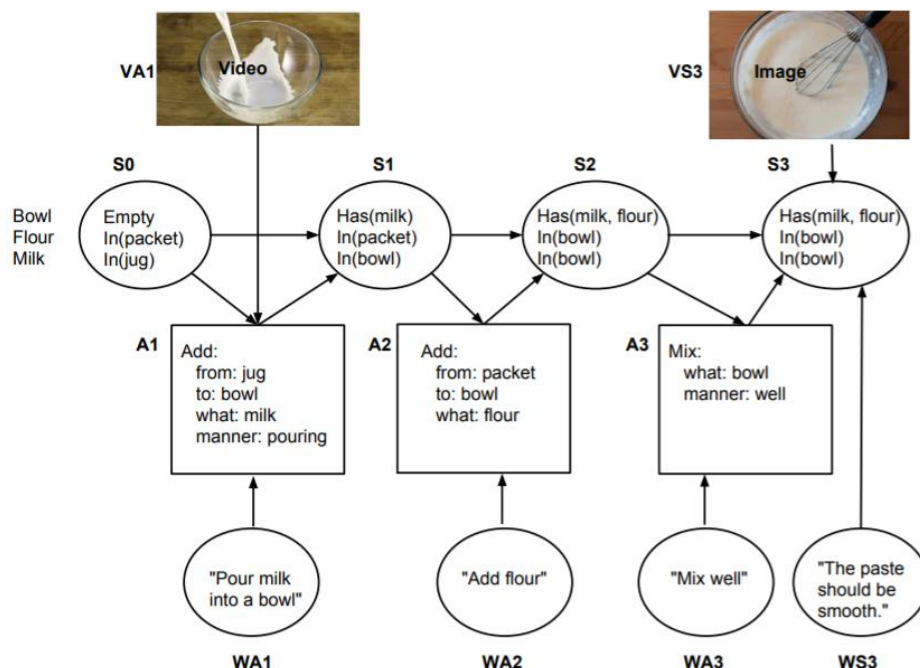 VA1
Video
VS3
Image
S0
S1
S2
S3
Bowl
Flour
Milk
Empty
In(packet)
In(jug)
Has(milk)
In(packet)
In(bowl)
Has(milk, flour)
In(bowl)
In(bowl)
Has(milk, flour)
In(bowl)
In(bowl)
A1
Add:
from: jug
to: bowl
what: milk
manner: pouring
A2
Add:
from: packet
to: bowl
what: flour
A3
Mix:
what: bowl
manner: well
"Pour milk
into a bowl"
"Add flour"
"Mix well"
"The paste
should be
smooth."
WA1
WA2
WA3
WS3